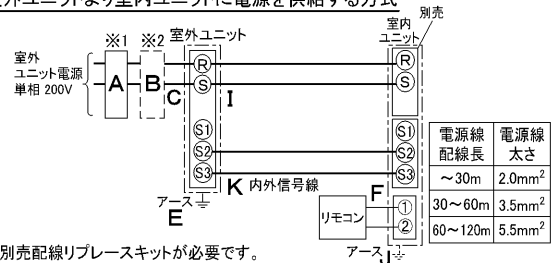 外ユニットより室内ユニットに電源を供給する方式
別売
※1 ※2 室外ユニット
室内
ユニット
室外
ユニット電源
単相 200V
A B
C I
R R
S S
S1 S1
S2 S2
S3 S3
K 内外信号線
アース
E
F
リモコン
① ②
アース
J
電源線
配線長
電源線
太さ
～30m 2.0mm²
30～60m 3.5mm²
60～120m 5.5mm²
別売配線リプレースキットが必要です。